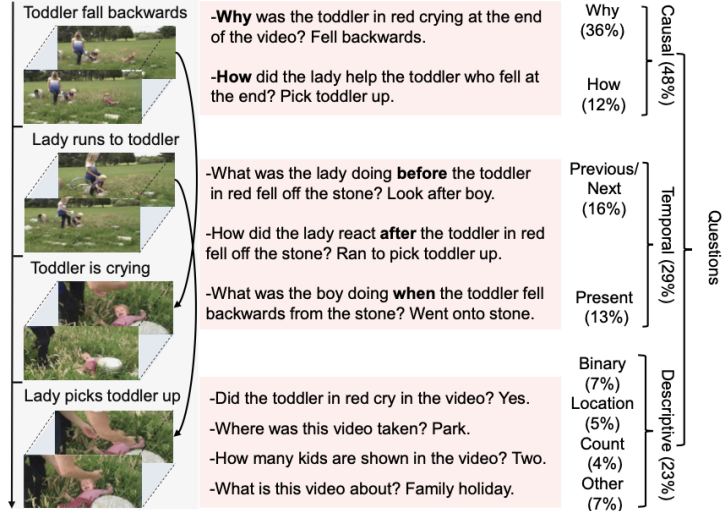 Toddler fall backwards
Lady runs to toddler
Toddler is crying
Lady picks toddler up
-Why was the toddler in red crying at the end
of the video? Fell backwards.
-How did the lady help the toddler who fell at
the end? Pick toddler up.
-What was the lady doing before the toddler
in red fell off the stone? Look after boy.
-How did the lady react after the toddler in red
fell off the stone? Ran to pick toddler up.
-What was the boy doing when the toddler fell
backwards from the stone? Went onto stone.
-Did the toddler in red cry in the video? Yes.
-Where was this video taken? Park.
-How many kids are shown in the video? Two.
-What is this video about? Family holiday.
Why
(36%)
How
(12%)
Previous/
Next
(16%)
Present
(13%)
Binary
(7%)
Location
(5%)
Count
(4%)
Other
(7%)
Causal (48%)
Temporal (29%)
Descriptive (23%)
Questions